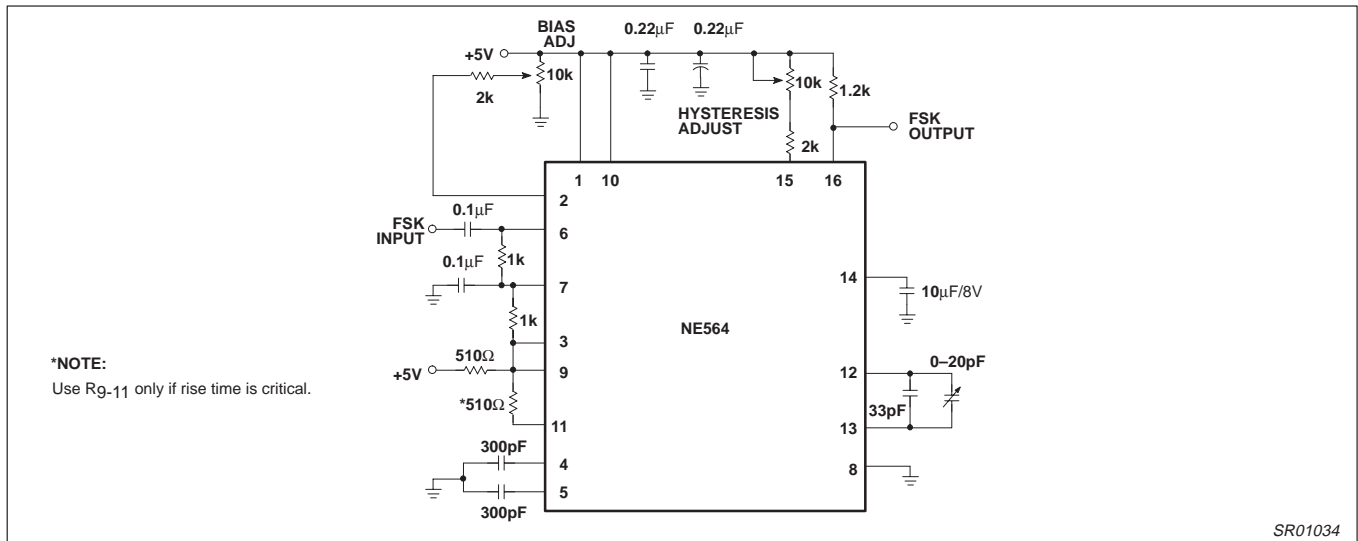 BIAS
ADJ
0.22µF
0.22µF
+5V
10k
2k
10k
1.2k
HYSTERESIS
ADJUST
FSK
OUTPUT
2k
1
10
15
16
2
0.1µF
FSK
INPUT
6
1k
0.1µF
7
14
10µF/8V
1k
NE564
3
*NOTE:
Use R9-11 only if rise time is critical.
510Ω
+5V
9
0–20pF
12
*510Ω
33pF
11
13
300pF
4
8
5
300pF
SR01034